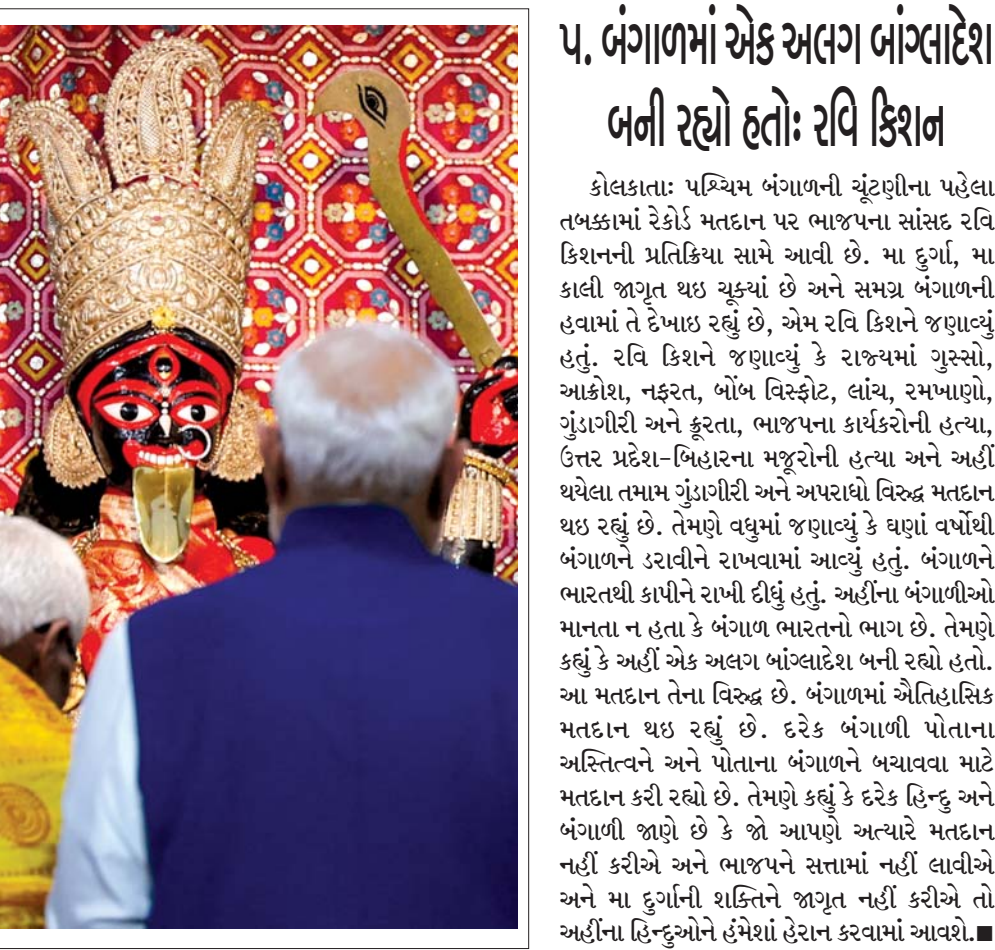 પ. બંગાળમાં એક અલગ બાંગ્લાદેશ
બની રહ્યો હતોઃ રવિ કિશન
કોલકાતાઃ પશ્ચિમ બંગાળની ચૂંટણીના પહેલા
તબક્કામાં રેકોર્ડ મતદાન પર ભાજપના સાંસદ રવિ
કિશનની પ્રતિક્રિયા સામે આવી છે. મા દુર્ગા, મા
કાલી જાગૃત થઇ ચૂક્યાં છે અને સમગ્ર બંગાળની
હવામાં તે દેખાઇ રહ્યું છે, એમ રવિ કિશને જણાવ્યું
હતું. રવિ કિશને જણાવ્યું કે રાજ્યમાં ગુસ્સો,
આક્રોશ, નફરત, બોંબ વિસ્ફોટ, લાંચ, રમખાણો,
ગુંડાગીરી અને ક્રૂરતા, ભાજપના કાર્યકરોની હત્યા,
ઉત્તર પ્રદેશ-બિહારના મજૂરોની હત્યા અને અહીં
થયેલા તમામ ગુંડાગીરી અને અપરાધો વિરુદ્ધ મતદાન
થઇ રહ્યું છે. તેમણે વધુમાં જણાવ્યું કે ઘણાં વર્ષોથી
બંગાળને ડરાવીને રાખવામાં આવ્યું હતું. બંગાળને
ભારતથી કાપીને રાખી દીધું હતું. અહીંના બંગાળીઓ
માનતા ન હતા કે બંગાળ ભારતનો ભાગ છે. તેમણે
કહ્યું કે અહીં એક અલગ બાંગ્લાદેશ બની રહ્યો હતો.
આ મતદાન તેના વિરુદ્ધ છે. બંગાળમાં ઐતિહાસિક
મતદાન થઇ રહ્યું છે. દરેક બંગાળી પોતાના
અસ્તિત્વને અને પોતાના બંગાળને બચાવવા માટે
મતદાન કરી રહ્યો છે. તેમણે કહ્યું કે દરેક હિન્દુ અને
બંગાળી જાણે છે કે જો આપણે અત્યારે મતદાન
નહીં કરીએ અને ભાજપને સત્તામાં નહીં લાવીએ
અને મા દુર્ગાની શક્તિને જાગૃત નહીં કરીએ તો
અહીંના હિન્દુઓને હંમેશાં હેરાન કરવામાં આવશે.■